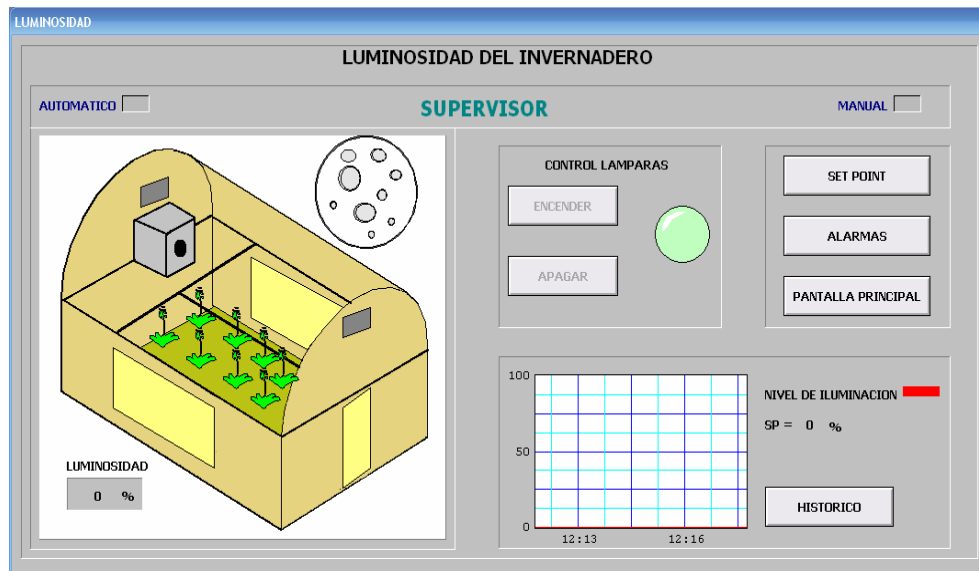 LUMINOSIDAD
LUMINOSIDAD DEL INVERNADERO
AUTOMATICO
SUPERVISOR
MANUAL
CONTROL LAMPARAS
ENCENDER
APAGAR
SET POINT
ALARMAS
PANTALLA PRINCIPAL
LUMINOSIDAD
0 %
100
50
0
12:13 12:16
NIVEL DE ILUMINACION
SP = 0 %
HISTORICO